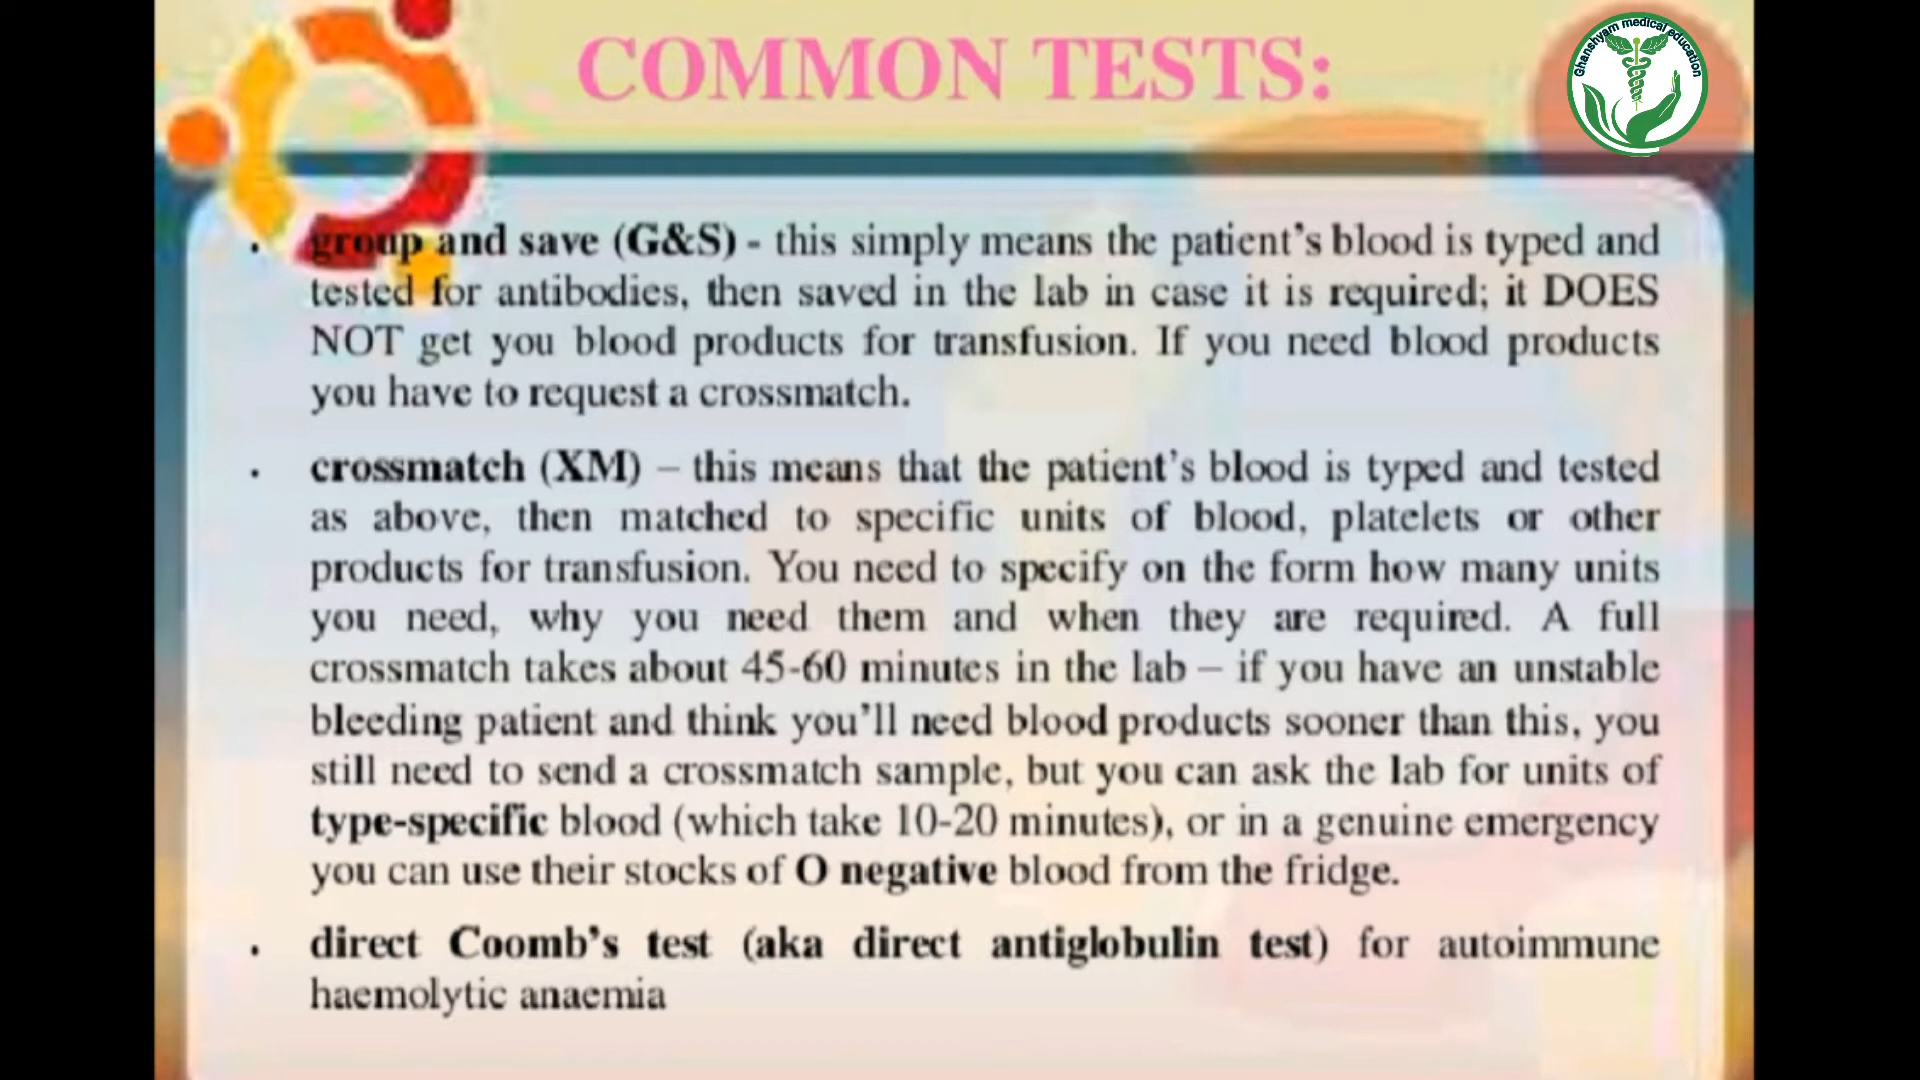 COMMON TESTS:
Ghanshyam medical education
· group and save (G&S) - this simply means the patient's blood is typed and
tested for antibodies, then saved in the lab in case it is required; it DOES
NOT get you blood products for transfusion. If you need blood products
you have to request a crossmatch.
· crossmatch (XM) – this means that the patient's blood is typed and tested
as above, then matched to specific units of blood, platelets or other
products for transfusion. You need to specify on the form how many units
you need, why you need them and when they are required. A full
crossmatch takes about 45-60 minutes in the lab – if you have an unstable
bleeding patient and think you'll need blood products sooner than this, you
still need to send a crossmatch sample, but you can ask the lab for units of
type-specific blood (which take 10-20 minutes), or in a genuine emergency
you can use their stocks of O negative blood from the fridge.
· direct Coomb's test (aka direct antiglobulin test) for autoimmune
haemolytic anaemia